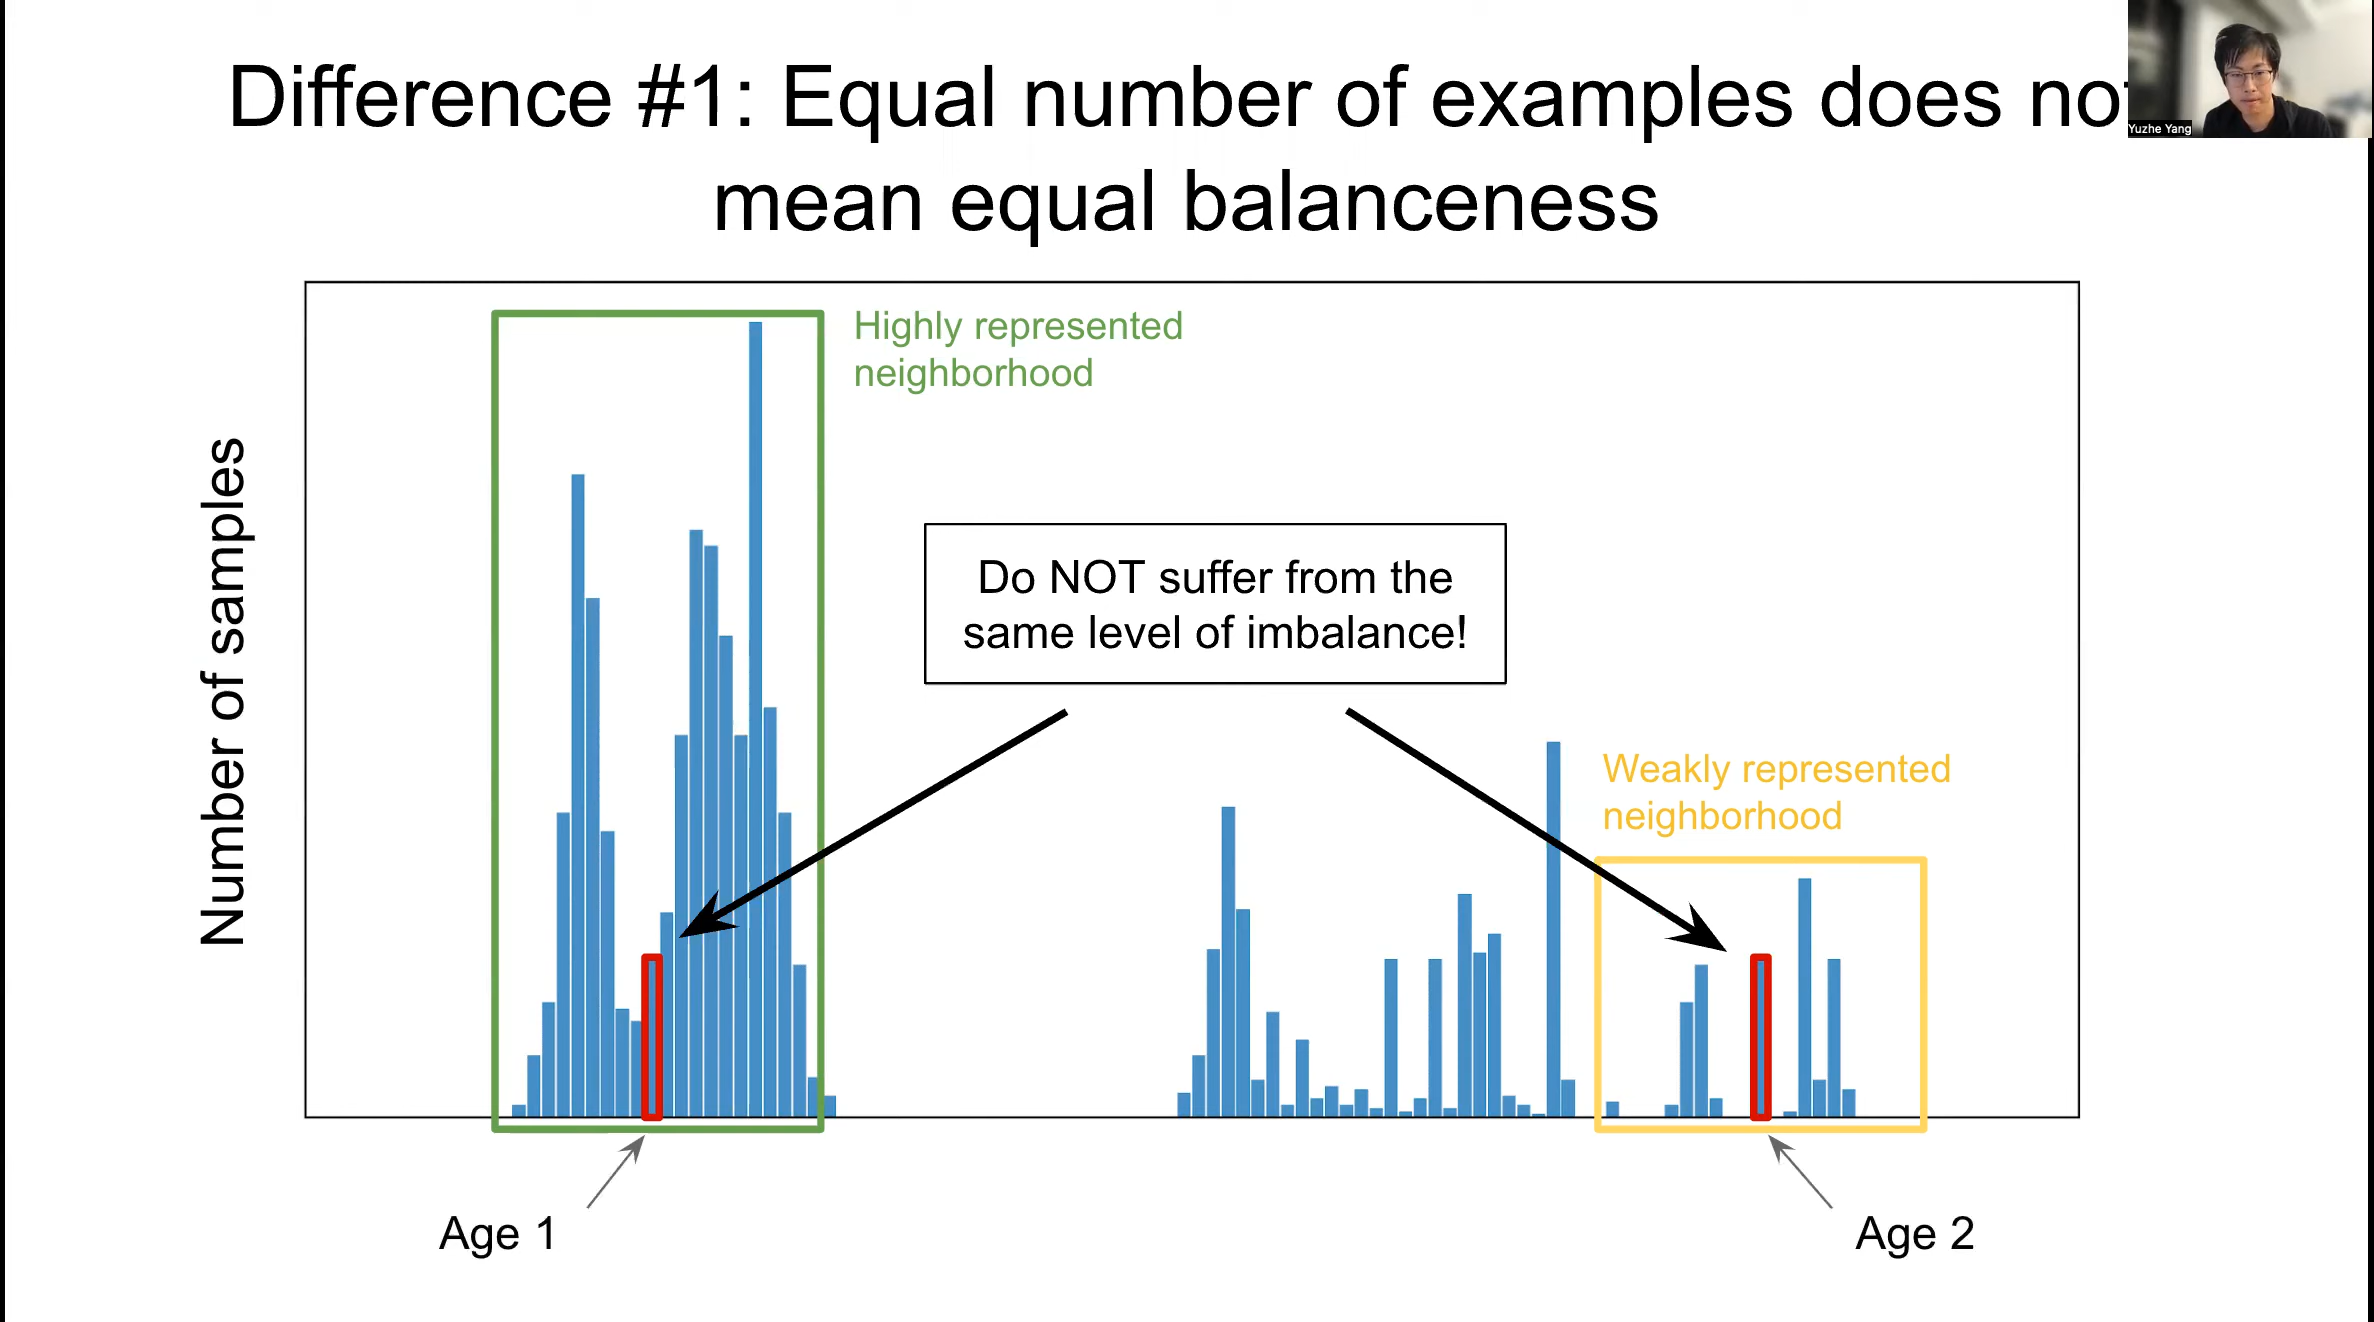 Difference #1: Equal number of examples does no
mean equal balanceness
Yuzhe Yang
Highly represented
neighborhood
Number of samples
Do NOT suffer from the
same level of imbalance!
Weakly represented
neighborhood
Age 1
Age 2